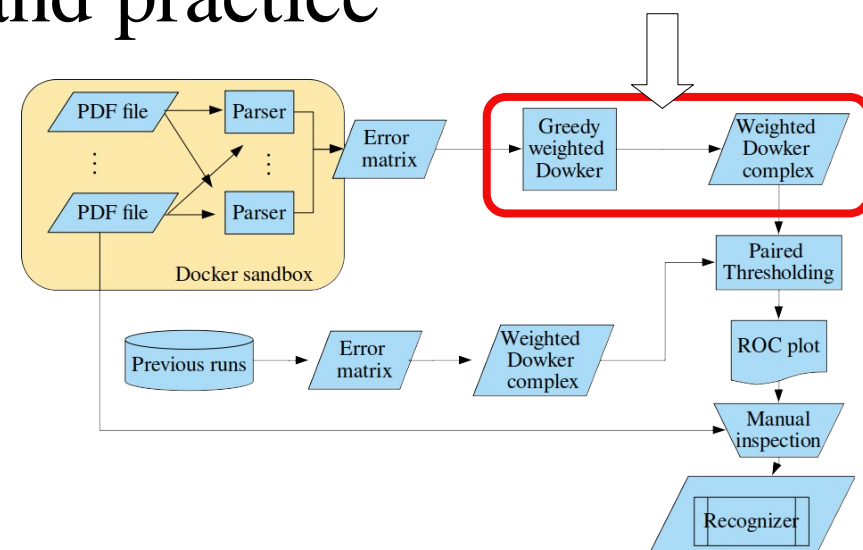 and practice
PDF file
Parser
Error
matrix
Greedy
weighted
Dowker
Weighted
Dowker
complex
PDF file
Parser
Docker sandbox
Paired
Thresholding
Previous runs
Error
matrix
Weighted
Dowker
complex
ROC plot
Manual
inspection
Recognizer